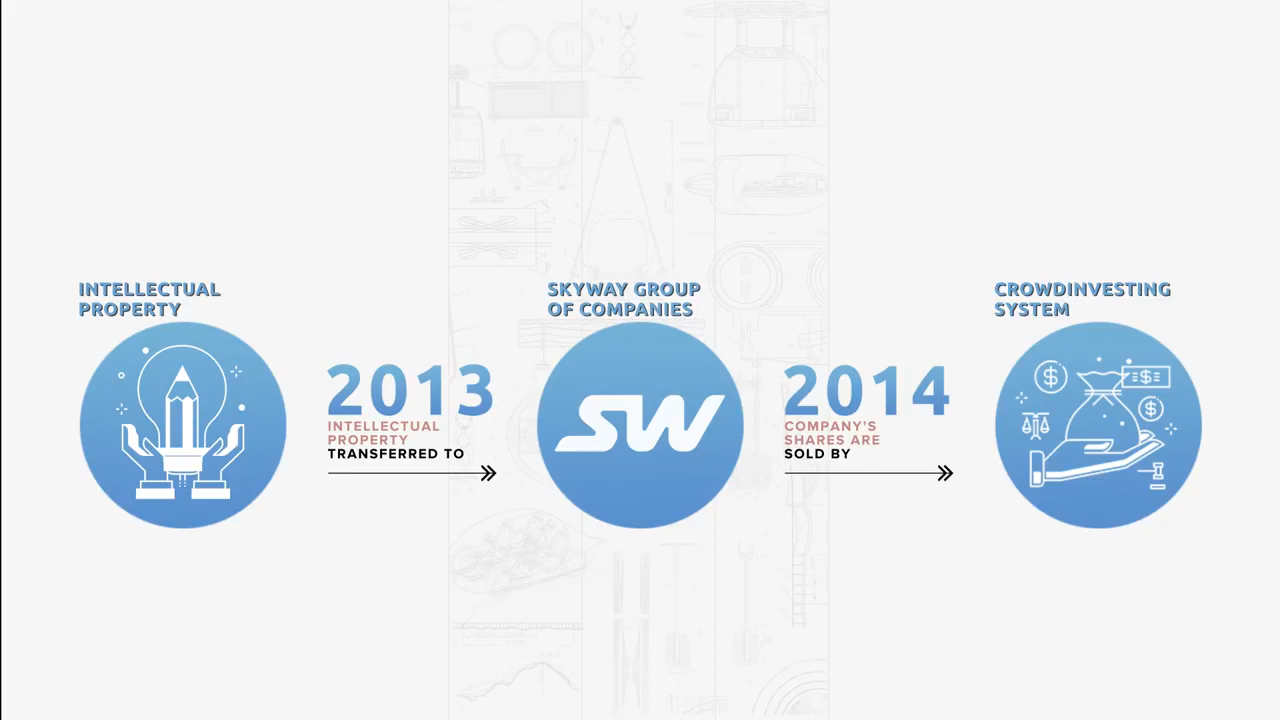 INTELLECTUAL
PROPERTY
2013
INTELLECTUAL
PROPERTY
TRANSFERRED TO
SKYWAY GROUP
OF COMPANIES
SW
2014
COMPANY'S
SHARES ARE
SOLD BY
CROWDINVESTING
SYSTEM
$
$
$